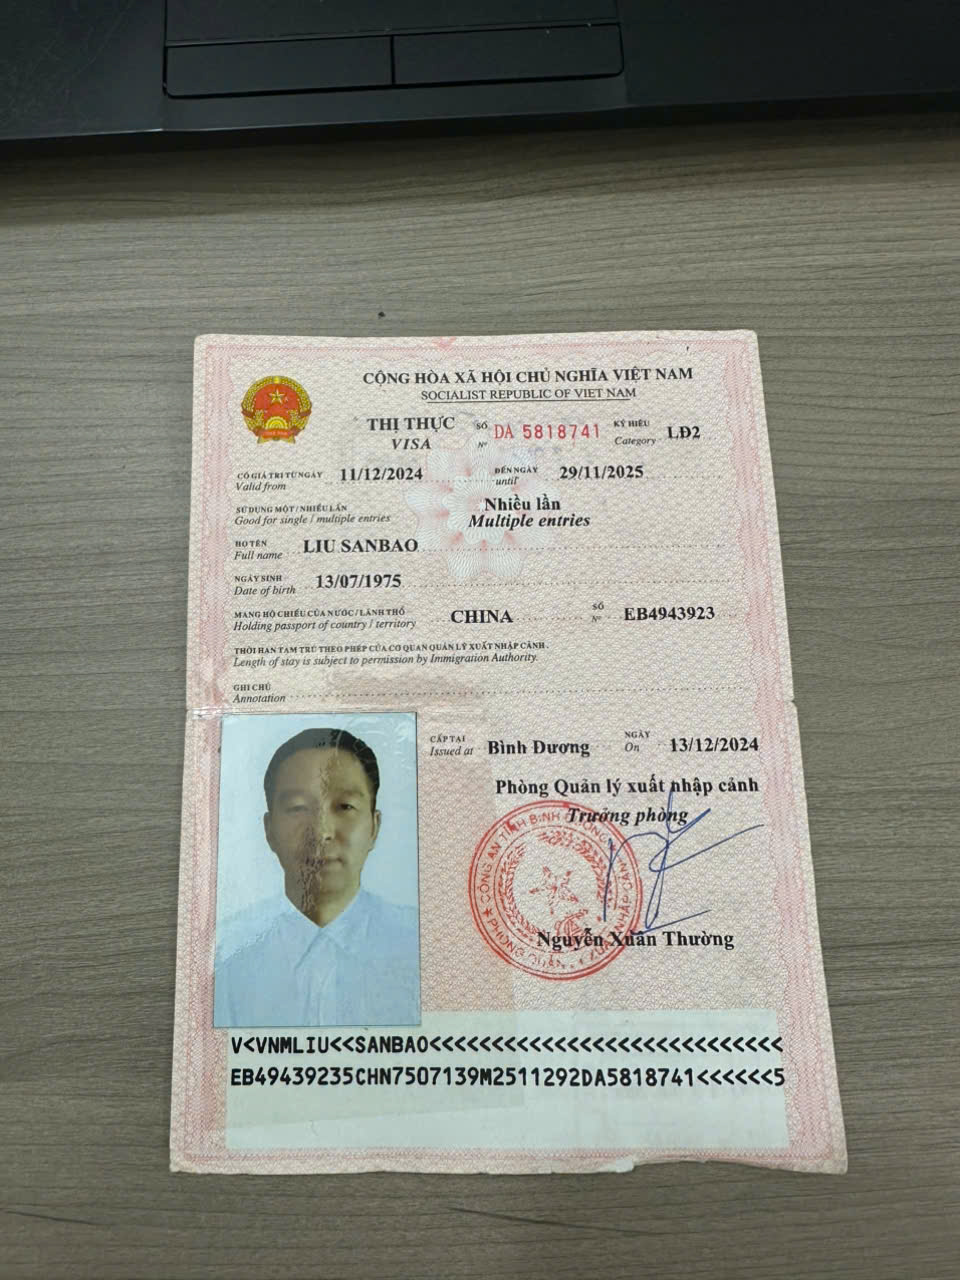 CỘNG HÒA XÃ HỘI CHỦ NGHĨA VIỆT NAM
SOCIALIST REPUBLIC OF VIET NAM
THỊ THỰC SỐ DA 5818741 KÝ HIỆU LĐ2
VISA Nº Category
CÓ GIÁ TRỊ TỪ NGÀY 11/12/2024 ĐẾN NGÀY 29/11/2025
Valid from until
SỬ DỤNG MỘT / NHIỀU LẦN Nhiều lần
Good for single / multiple entries Multiple entries
HỌ TÊN LIU SANBAO
Full name
NGÀY SINH 13/07/1975
Date of birth
MANG HỘ CHIẾU CỦA NƯỚC / LÃNH THỔ CHINA SỐ EB4943923
Holding passport of country / territory Nº
THỜI HẠN TẠM TRÚ THEO PHÉP CỦA CƠ QUAN QUẢN LÝ XUẤT NHẬP CẢNH.
Length of stay is subject to permission by Immigration Authority.
GHI CHÚ
Annotation
CẤP TẠI Bình Dương NGÀY 13/12/2024
Issued at On
Phòng Quản lý xuất nhập cảnh
Trưởng phòng
CÔNG AN TỈNH BÌNH DƯƠNG
Nguyễn Xuân Thường
V<VNMLIU<<SANBAO<<<<<<<<<<<<<<<<<<<<<<<<<<<<
EB49439235CHN7507139M2511292DA5818741<<<<<<5